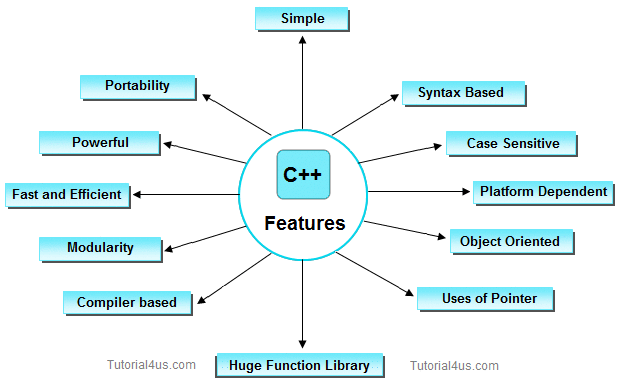 Simple
Portability
Syntax Based
Powerful
Case Sensitive
C++
Fast and Efficient
Platform Dependent
Features
Modularity
Object Oriented
Compiler based
Uses of Pointer
Tutorial4us.com
Huge Function Library
Tutorial4us.com